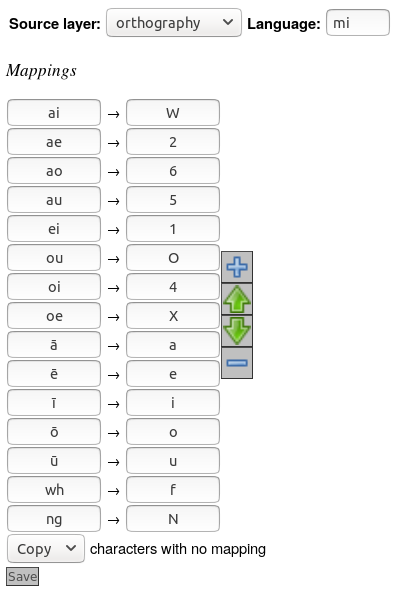 Source layer: orthography Language: mi
Mappings
ai → W
ae → 2
ao → 6
au → 5
ei → 1
ou → O
oi → 4
oe → X
ā → a
ē → e
ī → i
ō → o
ū → u
wh → f
ng → N
Copy characters with no mapping
Save